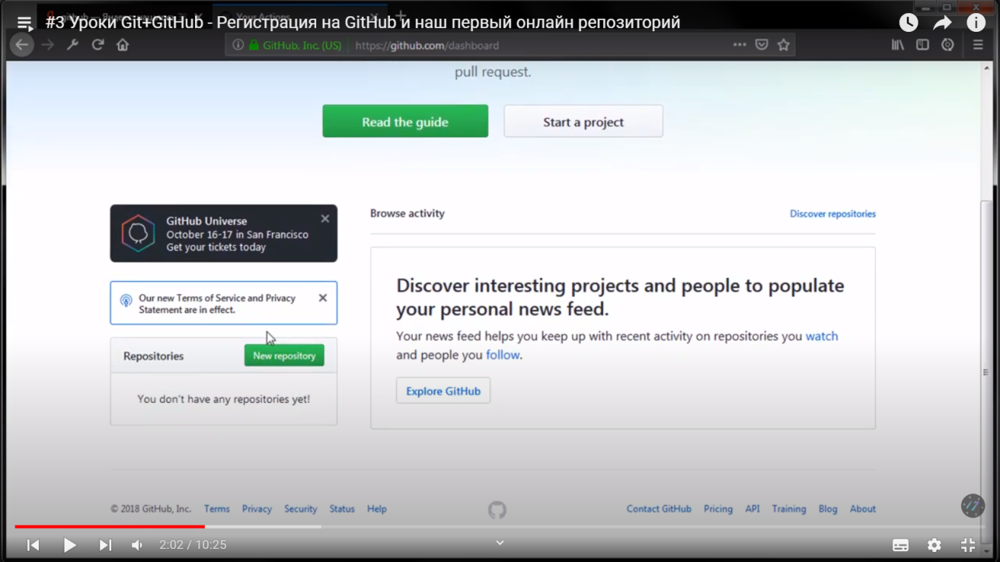 #3 Уроки Git+GitHub - Регистрация на GitHub и наш первый онлайн репозиторий
Your Actions
GitHub, Inc. (US)
https://github.com/dashboard
pull request.
Read the guide
Start a project
GitHub Universe
October 16-17 in San Francisco
Get your tickets today
Browse activity
Discover repositories
Our new Terms of Service and Privacy
Statement are in effect.
Discover interesting projects and people to populate
your personal news feed.
Your news feed helps you keep up with recent activity on repositories you watch
and people you follow.
Explore GitHub
Repositories
New repository
You don't have any repositories yet!
© 2018 GitHub, Inc. Terms Privacy Security Status Help
Contact GitHub Pricing API Training Blog About
2:02 / 10:25